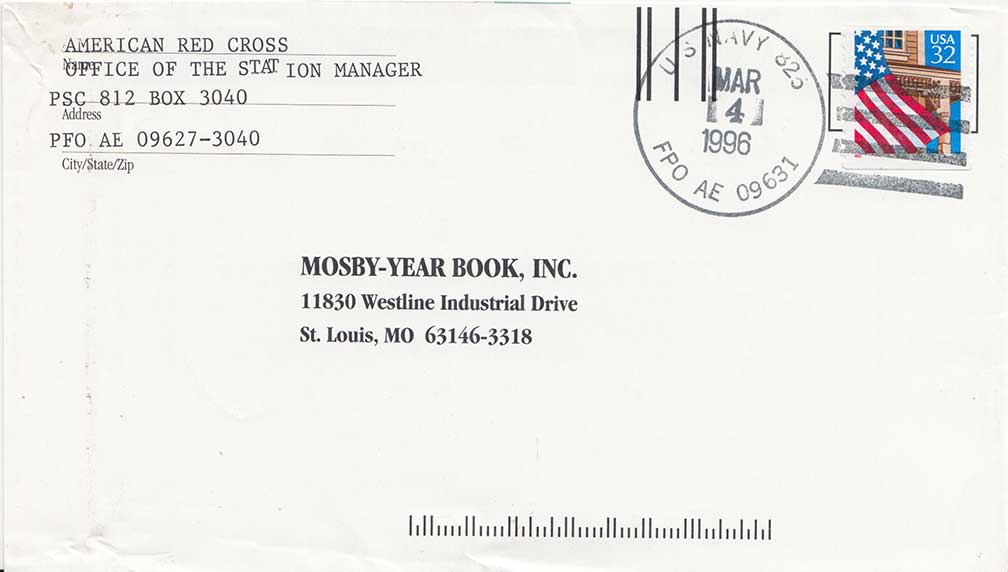 AMERICAN RED CROSS
Name
OFFICE OF THE STATION MANAGER
PSC 812 BOX 3040
Address
PFO AE 09627-3040
City/State/Zip
U S NAVY 825
MAR
4
1996
FPO AE 09631
USA
32
MOSBY-YEAR BOOK, INC.
11830 Westline Industrial Drive
St. Louis, MO 63146-3318